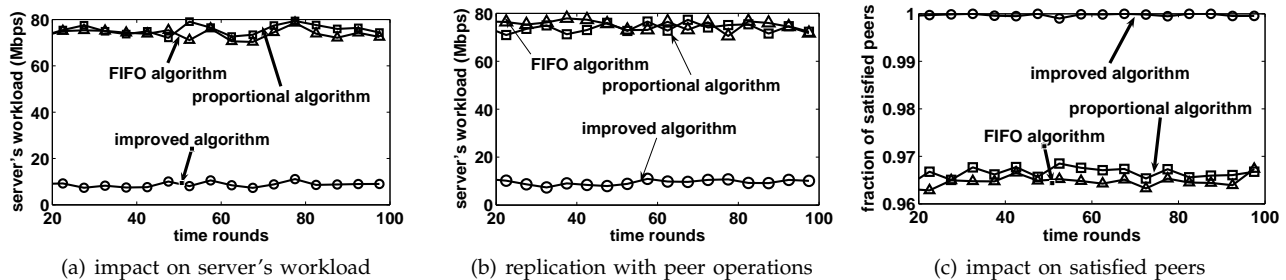 server's workload (Mbps)
80
60
40
20
0
FIFO algorithm
proportional algorithm
improved algorithm
20 40 60 80 100
time rounds
(a) impact on server's workload
server's workload (Mbps)
80
60
40
20
0
FIFO algorithm
proportional algorithm
improved algorithm
20 40 60 80 100
time rounds
(b) replication with peer operations
fraction of satisfied peers
1
0.99
0.98
0.97
0.96
improved algorithm
proportional algorithm
FIFO algorithm
20 40 60 80 100
time rounds
(c) impact on satisfied peers